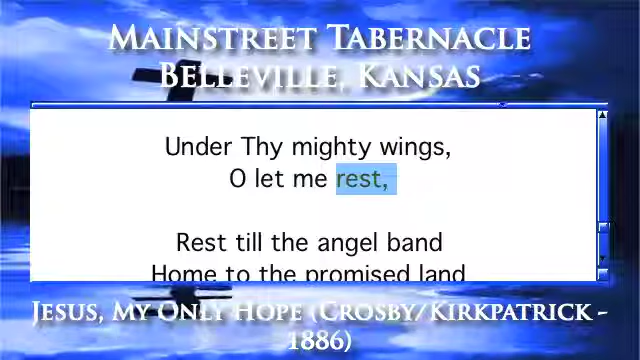 Mainstreet Tabernacle
Belleville, Kansas
Under Thy mighty wings,
O let me rest,
Rest till the angel band
Home to the promised land
Jesus, My Only Hope (Crosby/Kirkpatrick -
1886)